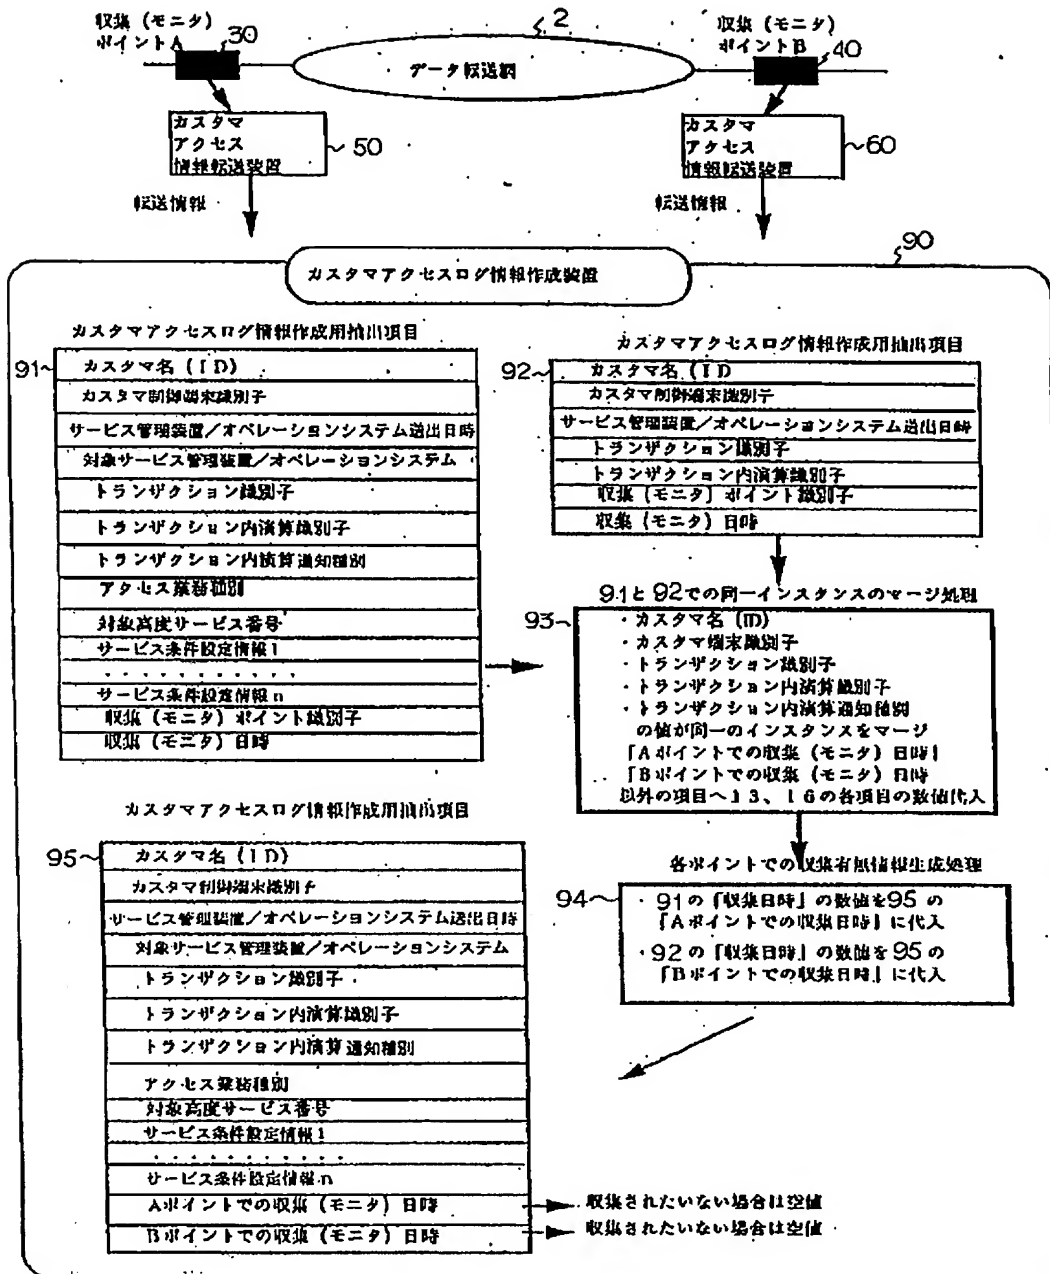 収集（モニタ）
ポイントA
30
2
データ転送網
収集（モニタ）
ポイントB
40
カスタマ
アクセス
情報転送装置
50
カスタマ
アクセス
情報転送装置
60
転送情報
転送情報
90
カスタマアクセスログ情報作成装置
カスタマアクセスログ情報作成用抽出項目
91
カスタマ名（ID）
カスタマ制御端末識別子
サービス管理装置／オペレーションシステム送出日時
対象サービス管理装置／オペレーションシステム
トランザクション識別子
トランザクション内演算識別子
トランザクション内演算通知種別
アクセス業務種別
対象高度サービス番号
サービス条件設定情報1
・・・・・・・・・・・
サービス条件設定情報n
収集（モニタ）ポイント識別子
収集（モニタ）日時
カスタマアクセスログ情報作成用抽出項目
92
カスタマ名（ID
カスタマ制御端末識別子
サービス管理装置／オペレーションシステム送出日時
トランザクション識別子
トランザクション内演算識別子
収集（モニタ）ポイント識別子
収集（モニタ）日時
91と92での同一インスタンスのマージ処理
93
・カスタマ名（ID）
・カスタマ端末識別子
・トランザクション識別子
・トランザクション内演算識別子
・トランザクション内演算通知種別
の値が同一のインスタンスをマージ
「Aポイントでの収集（モニタ）日時」
「Bポイントでの収集（モニタ）日時
以外の項目へ13、16の各項目の数値代入
各ポイントでの収集有無情報生成処理
94
・91の「収集日時」の数値を95の
「Aポイントでの収集日時」に代入
・92の「収集日時」の数値を95の
「Bポイントでの収集日時」に代入
カスタマアクセスログ情報作成用抽出項目
95
カスタマ名（ID）
カスタマ制御端末識別子
サービス管理装置／オペレーションシステム送出日時
対象サービス管理装置／オペレーションシステム
トランザクション識別子
トランザクション内演算識別子
トランザクション内演算通知種別
アクセス業務種別
対象高度サービス番号
サービス条件設定情報1
・・・・・・・・・・・
サービス条件設定情報n
Aポイントでの収集（モニタ）日時
収集されたいない場合は空値
Bポイントでの収集（モニタ）日時
収集されたいない場合は空値